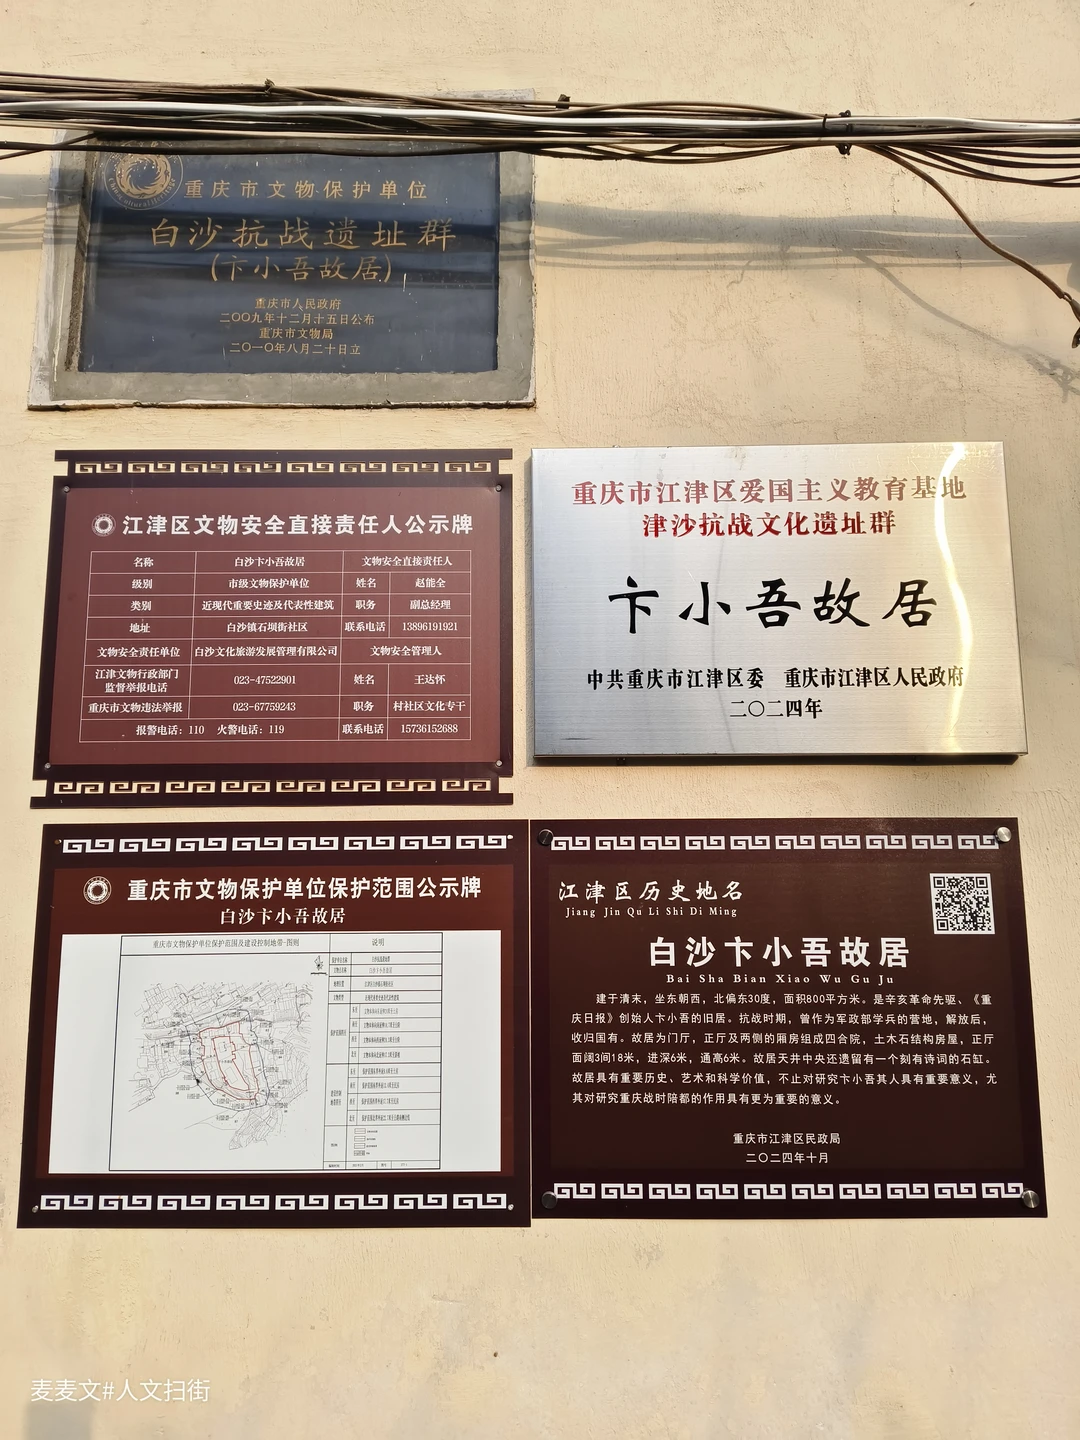 重庆市文物保护单位
白沙抗战遗址群
(卞小吾故居)
重庆市人民政府
二〇〇九年十二月十五日公布
重庆市文物局
二〇一〇年八月二十日立
江津区文物安全直接责任人公示牌
名称 白沙卞小吾故居 文物安全直接责任人
级别 市级文物保护单位 姓名 赵能全
类别 近现代重要史迹及代表性建筑 职务 副总经理
地址 白沙镇石坝街社区 联系电话 13896191921
文物安全责任单位 白沙文化旅游发展管理有限公司 文物安全管理人
江津文物行政部门
监督举报电话 023-47522901 姓名 王达怀
重庆市文物违法举报 023-67759243 职务 村社区文化专干
报警电话：110 火警电话：119 联系电话 15736152688
重庆市江津区爱国主义教育基地
津沙抗战文化遗址群
卞小吾故居
中共重庆市江津区委 重庆市江津区人民政府
二〇二四年
重庆市文物保护单位保护范围公示牌
白沙卞小吾故居
重庆市文物保护单位保护范围及建设控制地带-图则 说明
江津区历史地名
Jiang Jin Qu Li Shi Di Ming
白沙卞小吾故居
Bai Sha Bian Xiao Wu Gu Ju
建于清末，坐东朝西，北偏东30度，面积800平方米。是辛亥革命先驱、《重
庆日报》创始人卞小吾的旧居。抗战时期，曾作为军政部学兵的营地，解放后，
收归国有。故居为门厅，正厅及两侧的厢房组成四合院，土木石结构房屋，正厅
面阔3间18米，进深6米，通高6米。故居天井中央还遗留有一个刻有诗词的石缸。
故居具有重要历史、艺术和科学价值，不止对研究卞小吾其人具有重要意义，尤
其对研究重庆战时陪都的作用具有更为重要的意义。
重庆市江津区民政局
二〇二四年十月
麦麦文#人文扫街